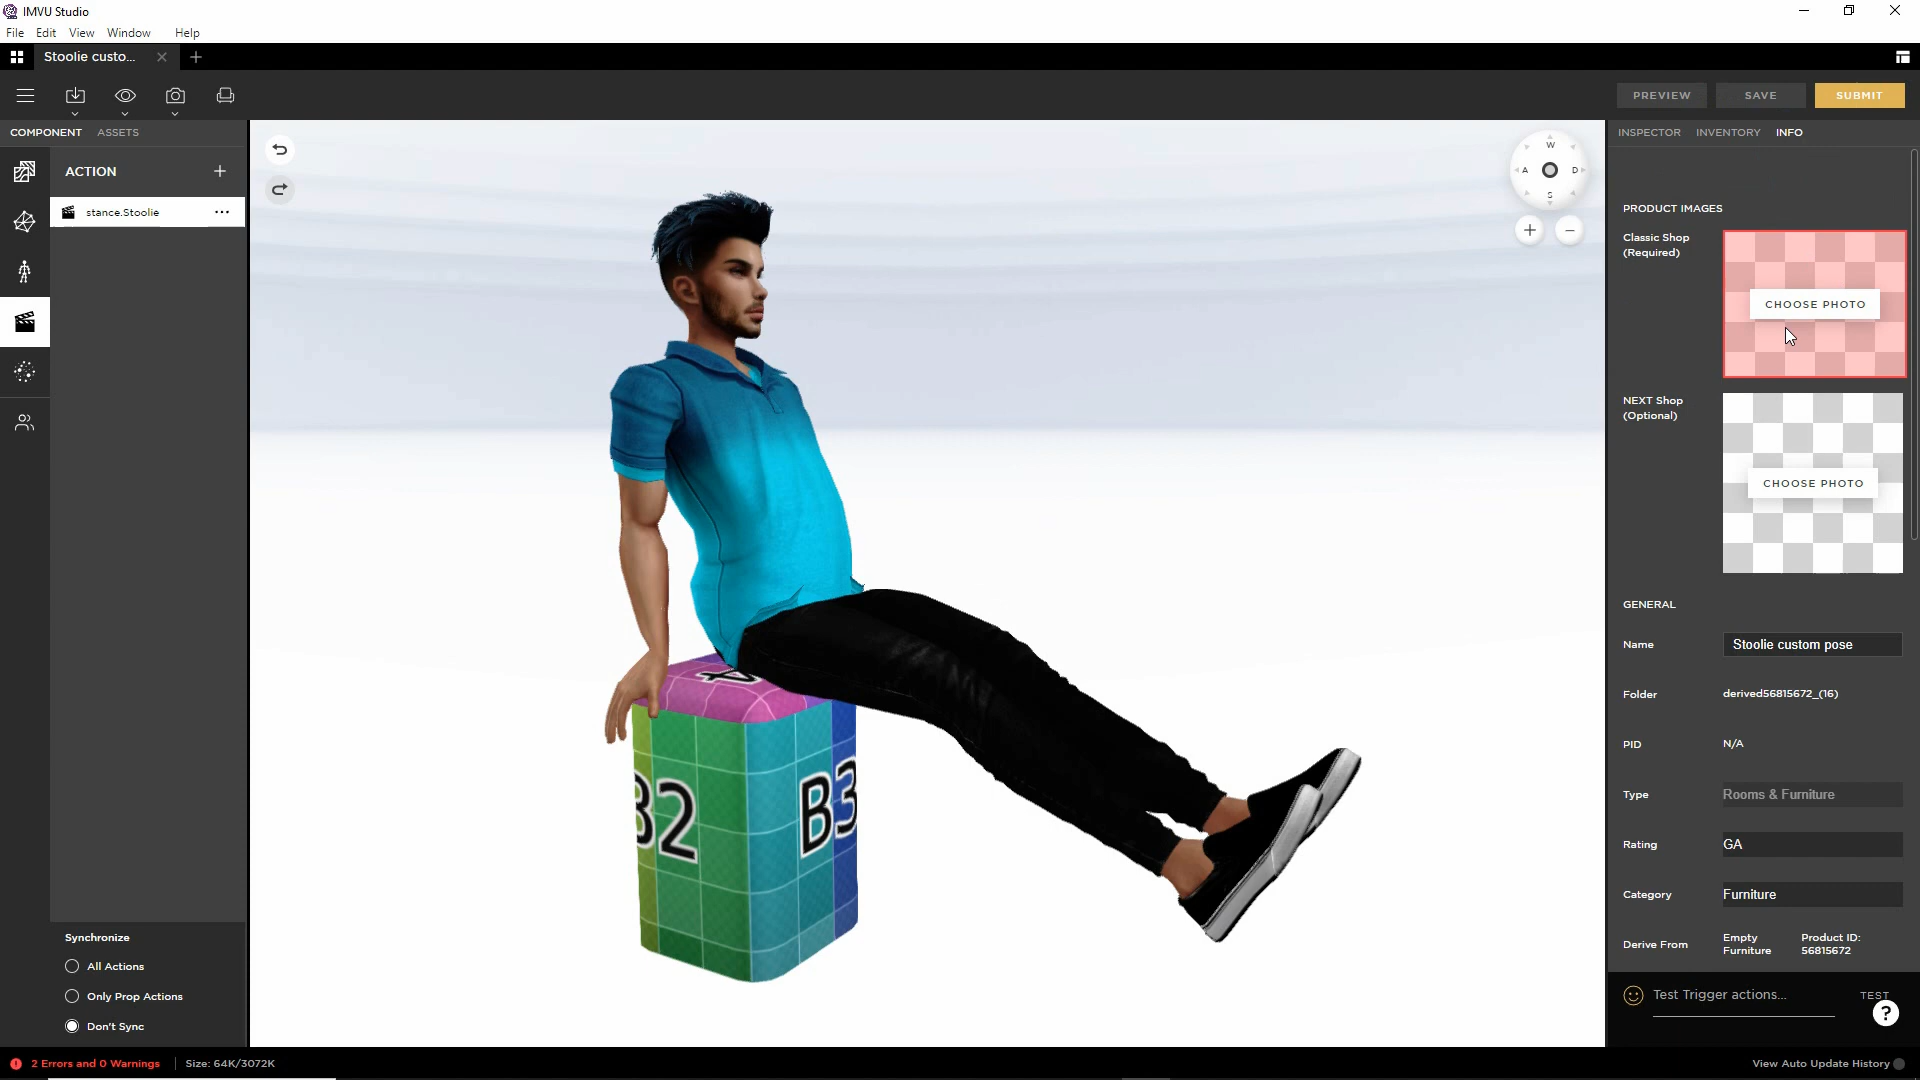 IMVU Studio
File Edit View Window Help
Stoolie custo...
PREVIEW SAVE SUBMIT
COMPONENT ASSETS
INSPECTOR INVENTORY INFO
ACTION
stance.Stoolie
W
A D
S
PRODUCT IMAGES
Classic Shop
(Required)
CHOOSE PHOTO
NEXT Shop
(Optional)
CHOOSE PHOTO
GENERAL
Name Stoolie custom pose
Folder derived56815672_(16)
PID N/A
Type Rooms & Furniture
Rating GA
Category Furniture
Derive From Empty Furniture Product ID: 56815672
4
B2 B3
Synchronize
All Actions
Only Prop Actions
Don't Sync
Test Trigger actions... TEST
?
2 Errors and 0 Warnings Size: 64K/3072K
View Auto Update History